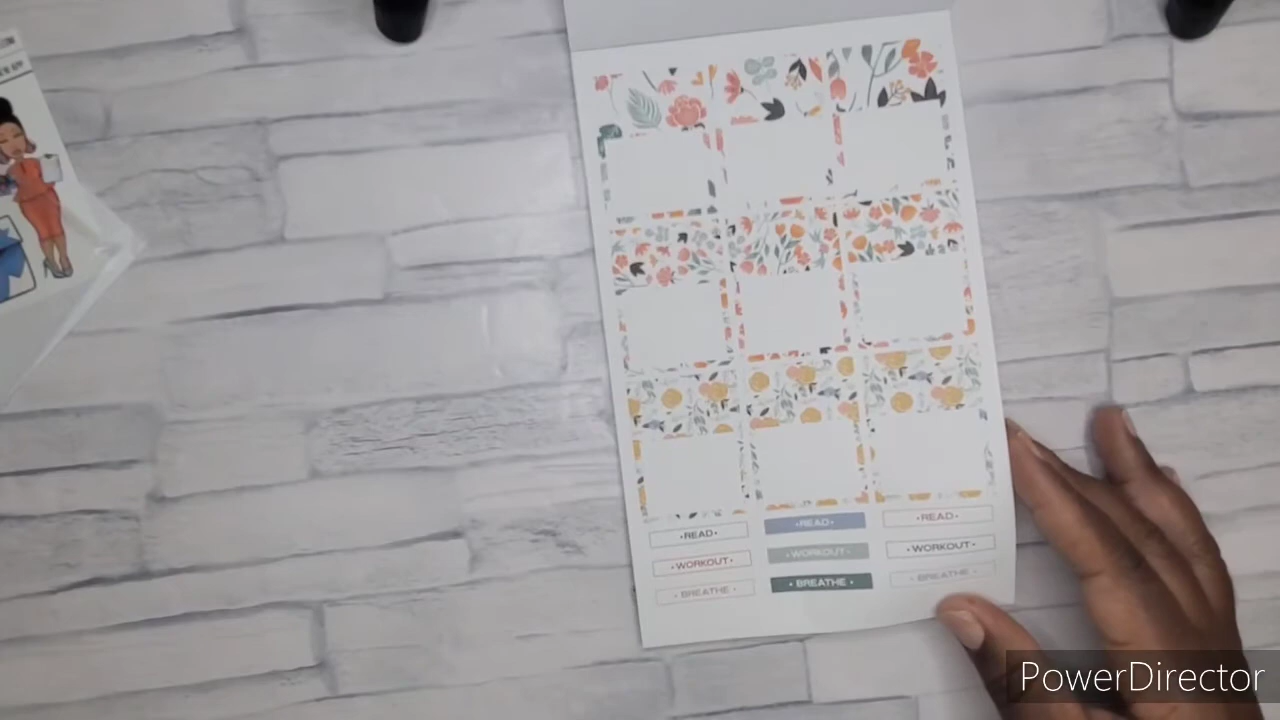 •READ•
•READ•
•READ•
•WORKOUT•
•WORKOUT•
•WORKOUT•
• BREATHE •
• BREATHE •
• BREATHE •
PowerDirector